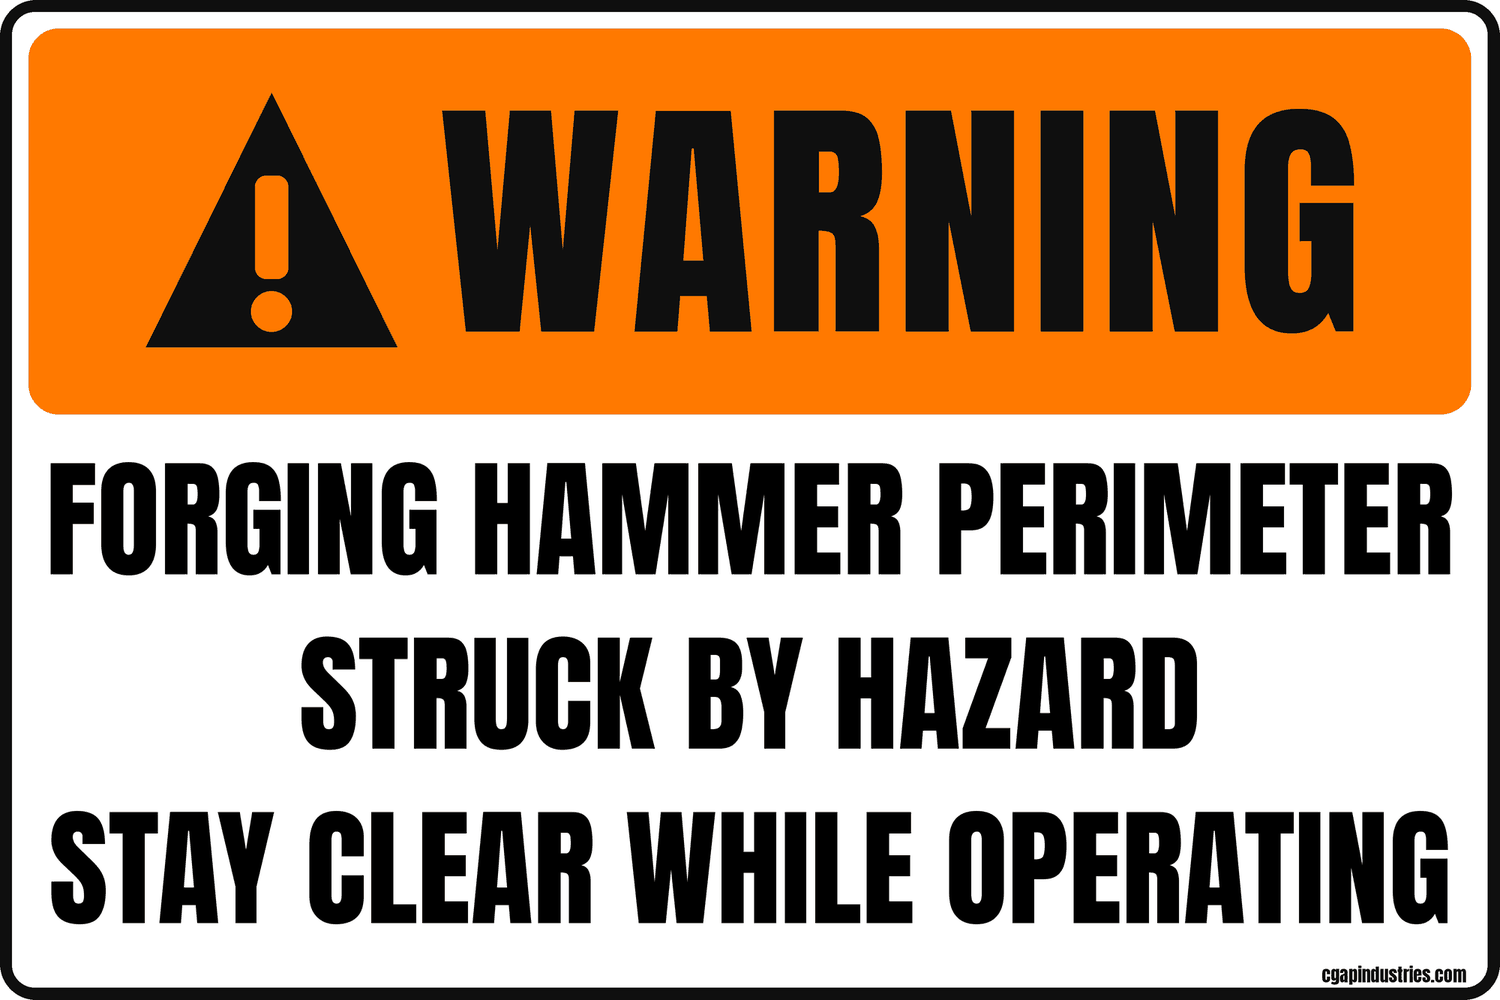 WARNING
FORGING HAMMER PERIMETER
STRUCK BY HAZARD
STAY CLEAR WHILE OPERATING
cgapindustries.com